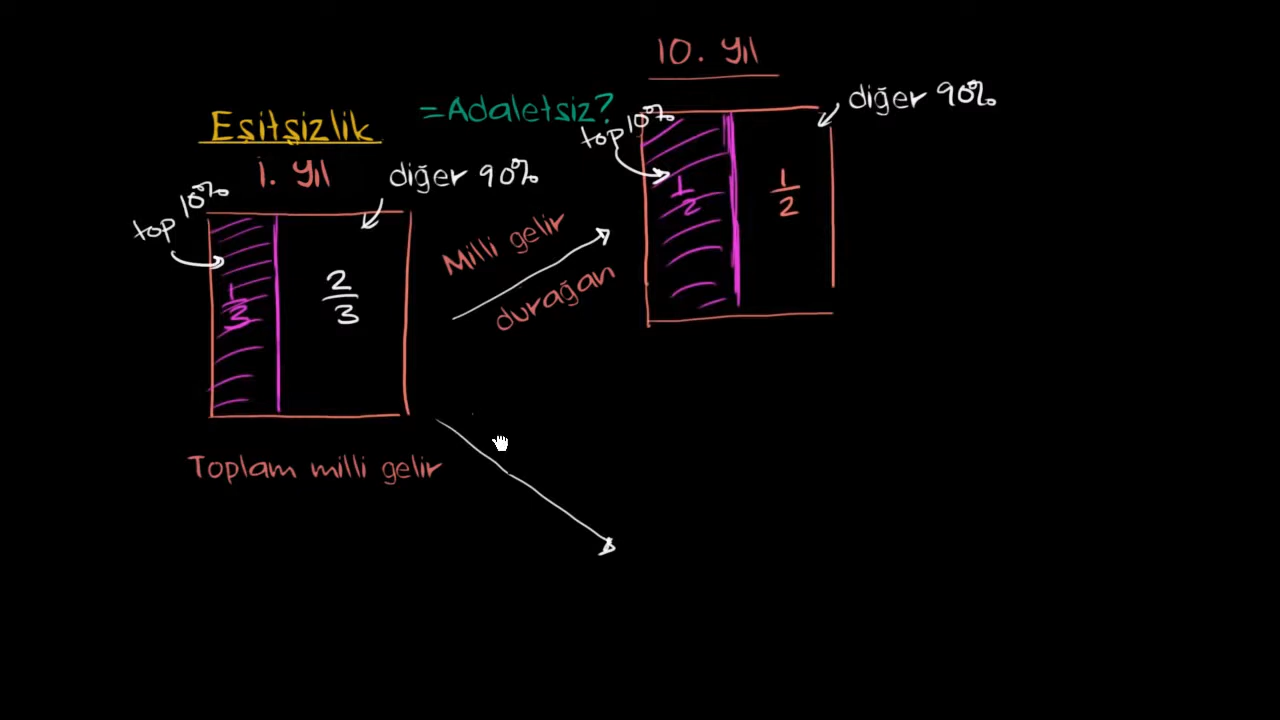 Eşitsizlik
=Adaletsiz?
1. Yıl
top 10%
diğer 90%
1/3
2/3
Toplam milli gelir
Milli gelir
durağan
10. Yıl
top 10%
diğer 90%
1/2
1/2